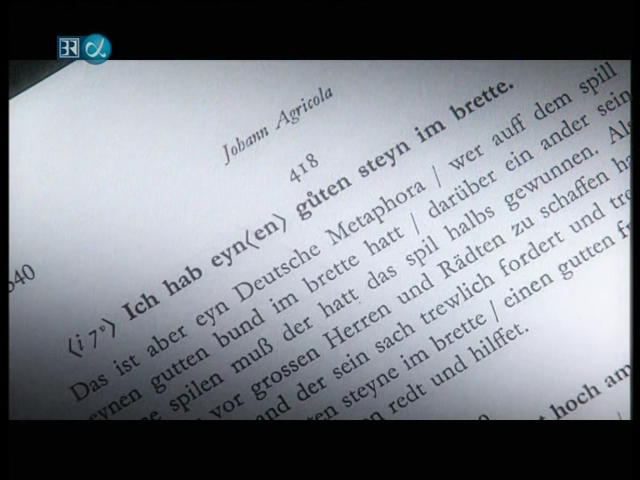 BR α
Johann Agricola
418
⟨i 7ᵛ⟩ Ich hab eyn⟨en⟩ gůten steyn im brette.
Das ist aber eyn Deutsche Metaphora / wer auff dem spill
eynen gutten bund im brette hatt / darüber ein ander sein
spilen muß der hatt das spil halbs gewunnen.
vor grossen Herren und Rädten zu schaffen
der sein sach trewlich fordert und
steyne im brette / einen gutten
redt und hilffet.
hoch am